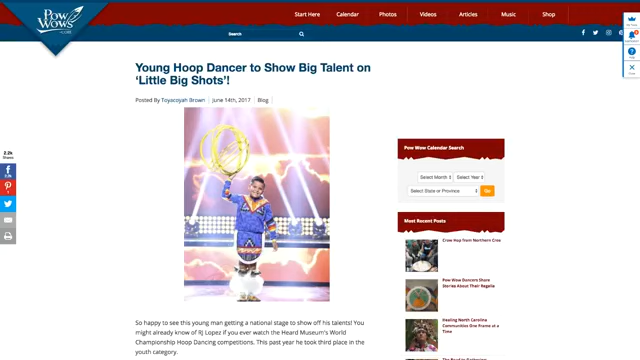 Pow
Wows
.com
Start Here
Calendar
Photos
Videos
Articles
Music
Shop
Search
Young Hoop Dancer to Show Big Talent on
‘Little Big Shots’!
Posted By Toyacoyah Brown
June 14th, 2017
Blog
2.2k
Shares
Pow Wow Calendar Search
Select Month
Select Year
Select State or Province
Go
Most Recent Posts
Crow Hop from Northern Cree
Pow Wow Dancers Share
Stories About Their Regalia
Healing North Carolina
Communities One Frame at a
Time
So happy to see this young man getting a national stage to show off his talents! You
might already know of RJ Lopez if you ever watch the Heard Museum's World
Championship Hoop Dancing competitions. This past year he took third place in the
youth category.